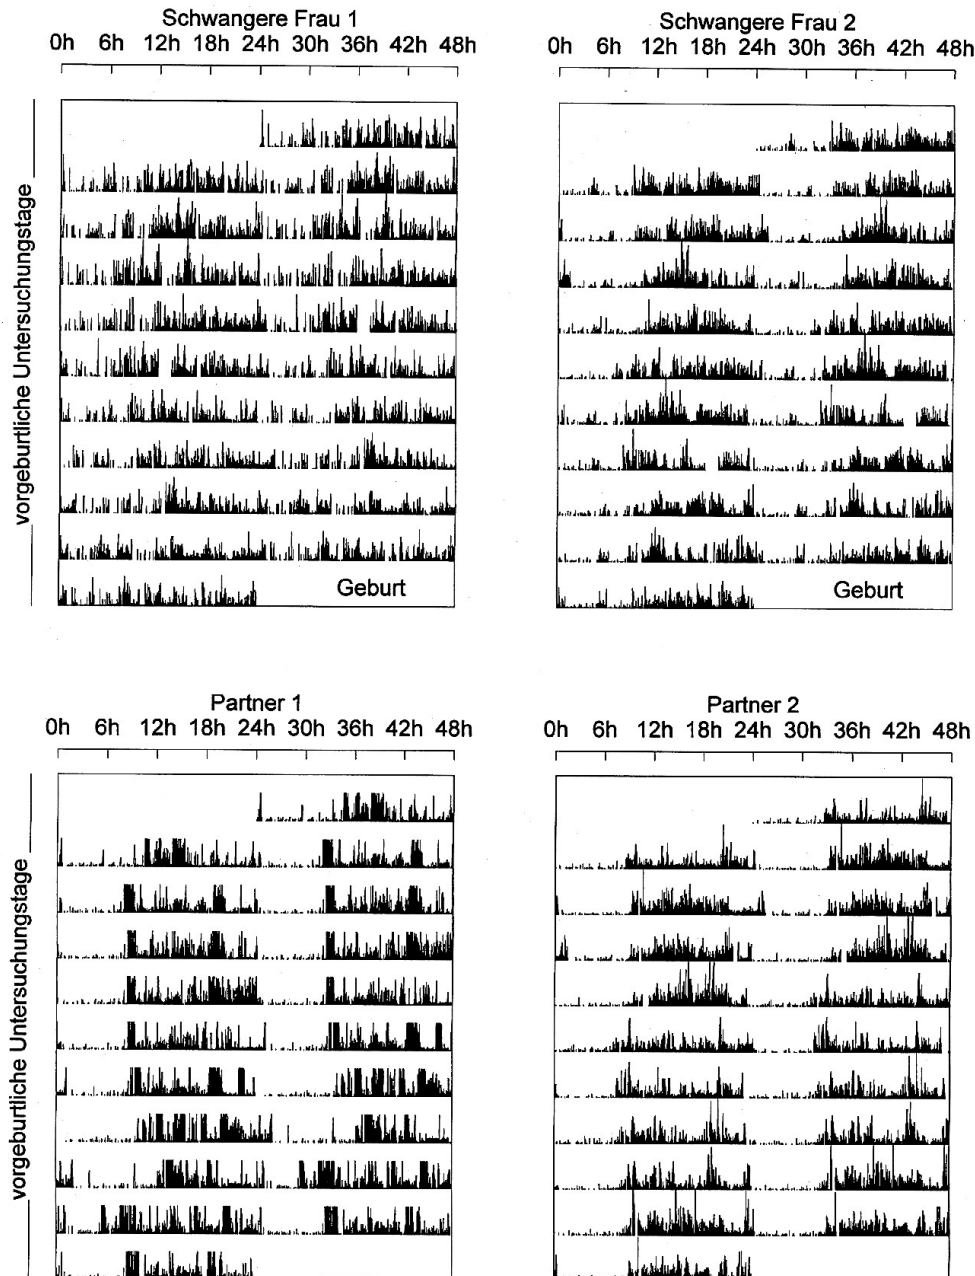 Schwangere Frau 1
0h 6h 12h 18h 24h 30h 36h 42h 48h
Schwangere Frau 2
0h 6h 12h 18h 24h 30h 36h 42h 48h
vorgeburtliche Untersuchungstage
Geburt
Geburt
Partner 1
0h 6h 12h 18h 24h 30h 36h 42h 48h
Partner 2
0h 6h 12h 18h 24h 30h 36h 42h 48h
vorgeburtliche Untersuchungstage